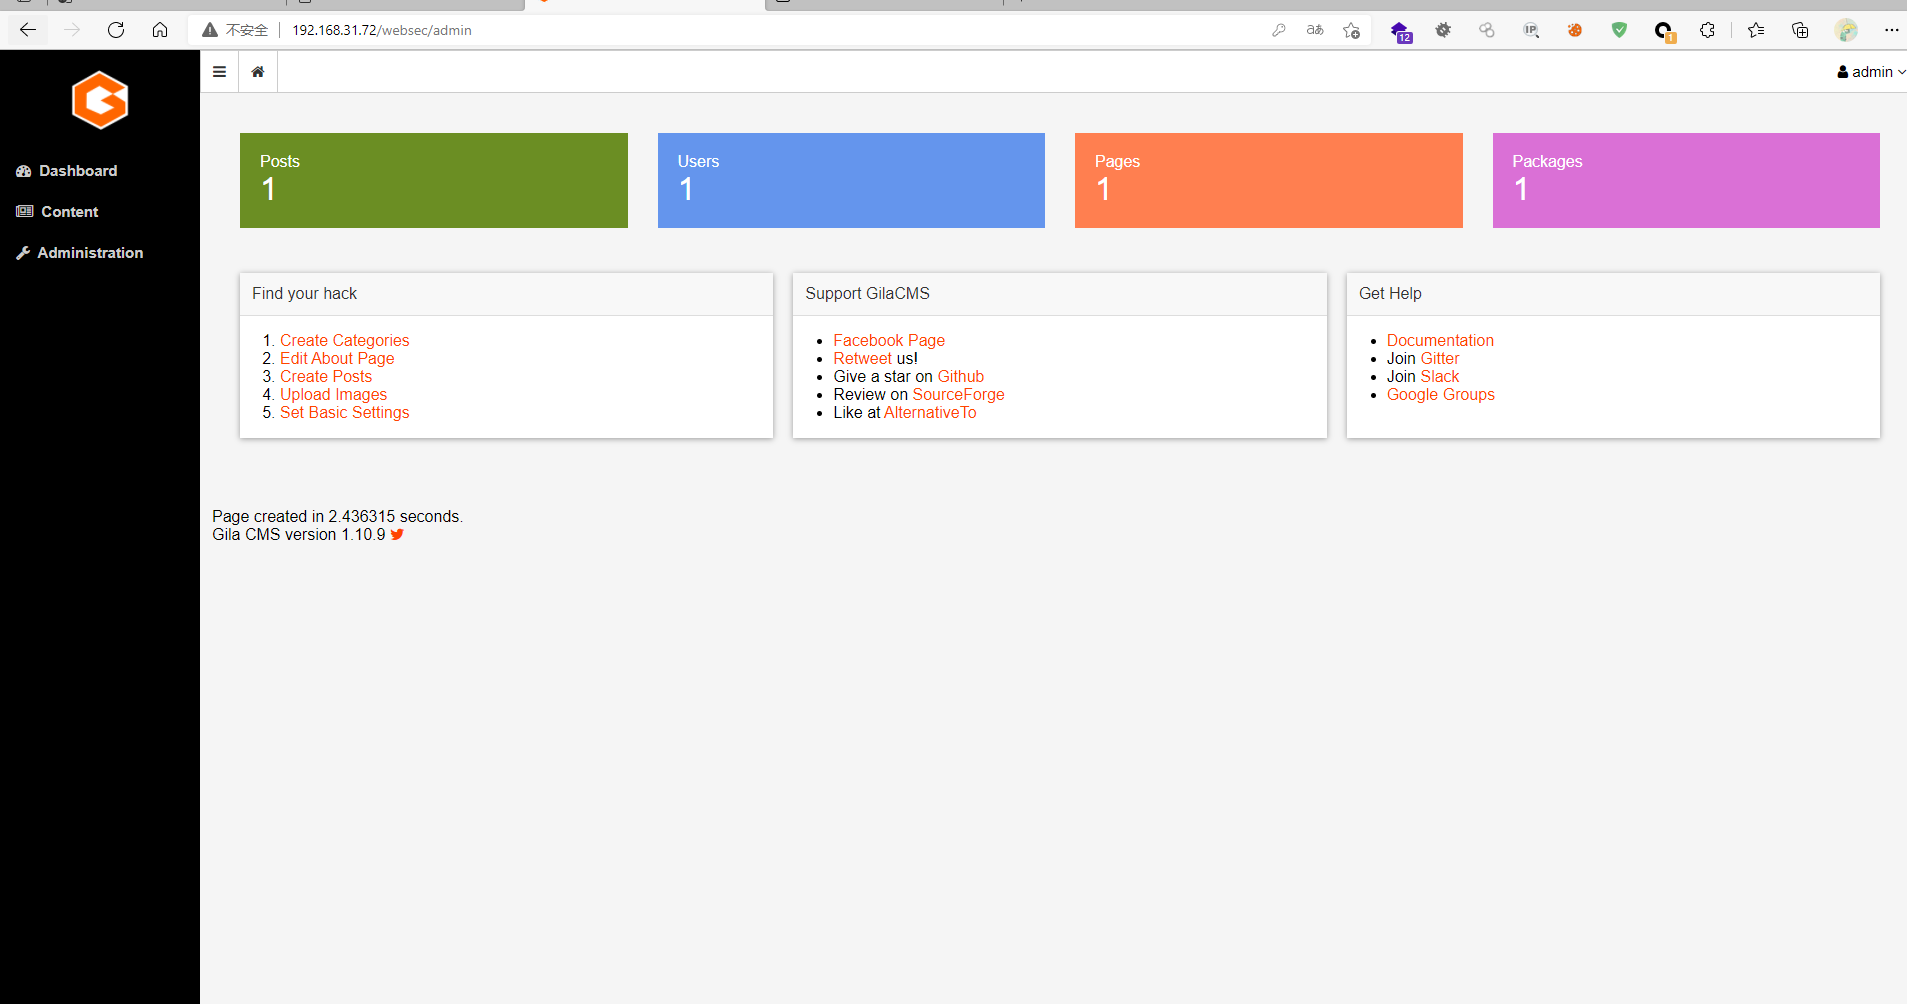 不安全 192.168.31.72/websec/admin
aあ
12
IP
1
admin
Dashboard
Content
Administration
Posts
1
Users
1
Pages
1
Packages
1
Find your hack
1. Create Categories
2. Edit About Page
3. Create Posts
4. Upload Images
5. Set Basic Settings
Support GilaCMS
Facebook Page
Retweet us!
Give a star on Github
Review on SourceForge
Like at AlternativeTo
Get Help
Documentation
Join Gitter
Join Slack
Google Groups
Page created in 2.436315 seconds.
Gila CMS version 1.10.9